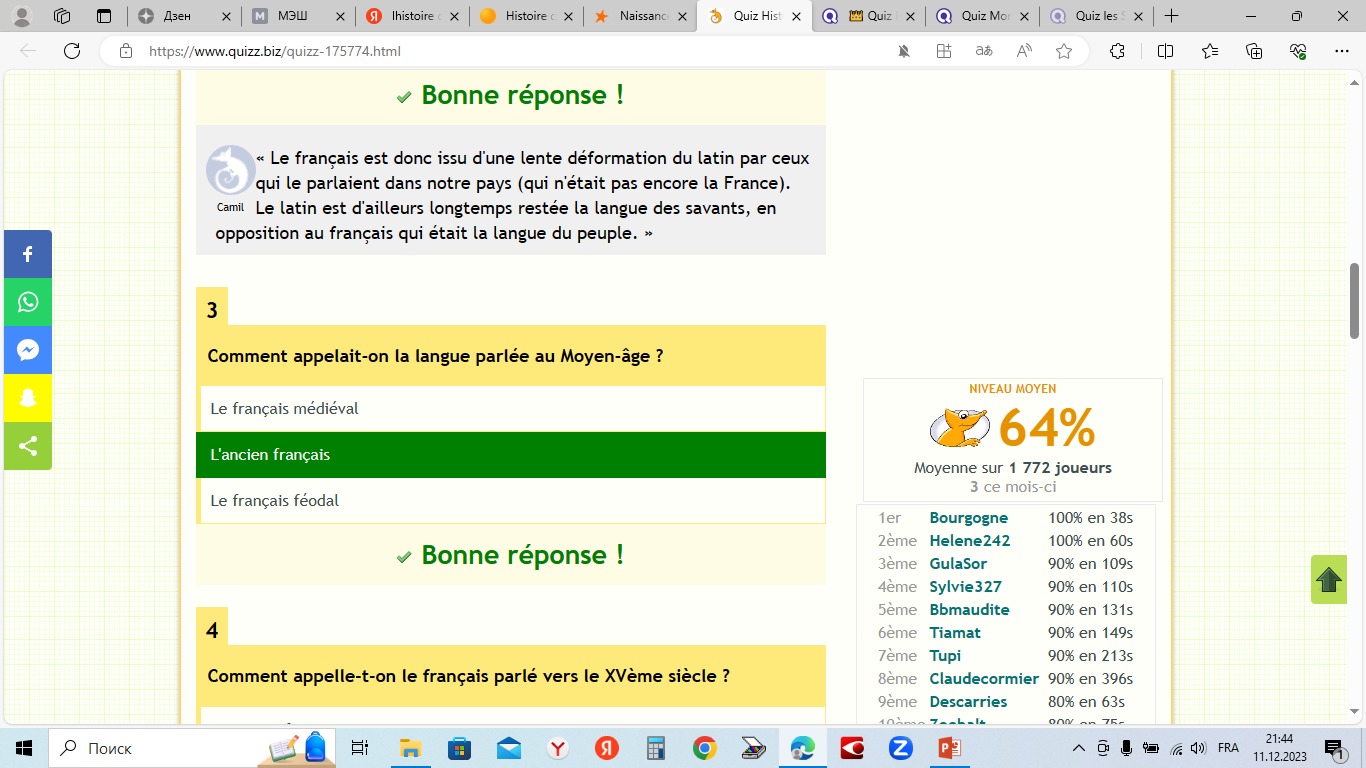 Дзен
МЭШ
lhistoire
Histoire
Naissance
Quiz Hist
Quiz
Quiz Mor
Quiz les S
https://www.quizz.biz/quizz-175774.html
Bonne réponse !
« Le français est donc issu d'une lente déformation du latin par ceux
qui le parlaient dans notre pays (qui n'était pas encore la France).
Camil
Le latin est d'ailleurs longtemps restée la langue des savants, en
opposition au français qui était la langue du peuple. »
3
Comment appelait-on la langue parlée au Moyen-âge ?
Le français médiéval
L'ancien français
Le français féodal
Bonne réponse !
4
Comment appelle-t-on le français parlé vers le XVème siècle ?
NIVEAU MOYEN
64%
Moyenne sur 1 772 joueurs
3 ce mois-ci
1er Bourgogne 100% en 38s
2ème Helene242 100% en 60s
3ème GulaSor 90% en 109s
4ème Sylvie327 90% en 110s
5ème Bbmaudite 90% en 131s
6ème Tiamat 90% en 149s
7ème Tupi 90% en 213s
8ème Claudecormier 90% en 396s
9ème Descarries 80% en 63s
Поиск
FRA
21:44
11.12.2023
1